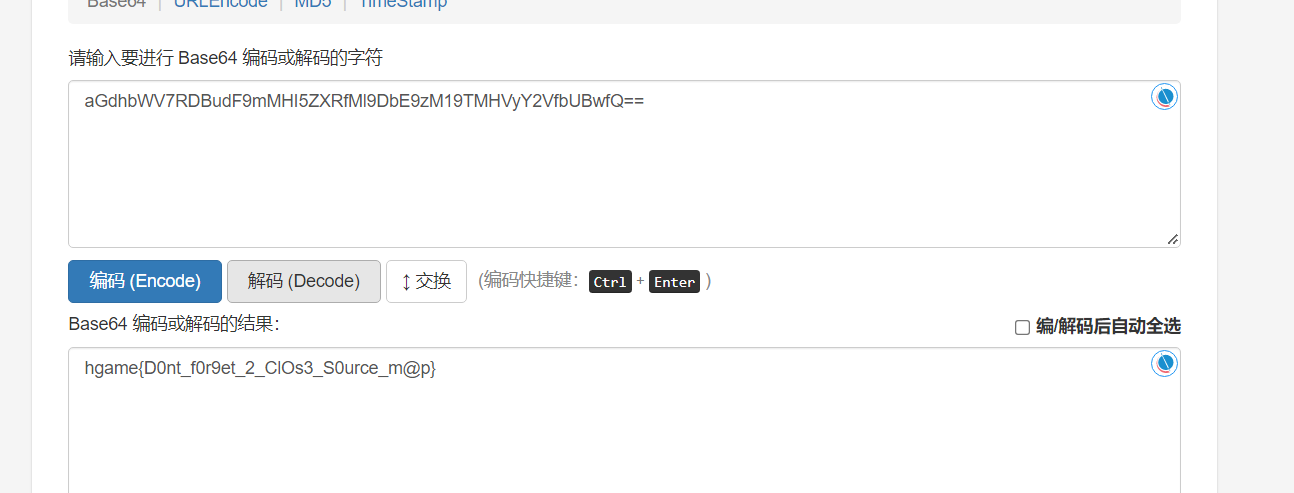 Base64 | URLEncode | MD5 | TimeStamp
请输入要进行 Base64 编码或解码的字符
aGdhbWV7RDBudF9mMHI5ZXRfMl9DbE9zM19TMHVyY2VfbUBwfQ==
编码 (Encode) 解码 (Decode) ↕ 交换 (编码快捷键： Ctrl + Enter )
Base64 编码或解码的结果： 编/解码后自动全选
hgame{D0nt_f0r9et_2_ClOs3_S0urce_m@p}